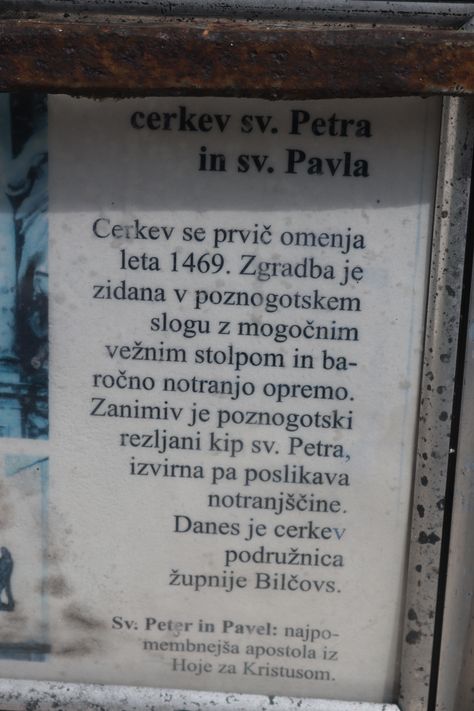 cerkev sv. Petra
in sv. Pavla
Cerkev se prvič omenja
leta 1469. Zgradba je
zidana v poznogotskem
slogu z mogočnim
vežnim stolpom in ba-
ročno notranjo opremo.
Zanimiv je poznogotski
rezljani kip sv. Petra,
izvirna pa poslikava
notranjščine.
Danes je cerkev
podružnica
župnije Bilčovs.
Sv. Peter in Pavel: najpo-
membnejša apostola iz
Hoje za Kristusom.